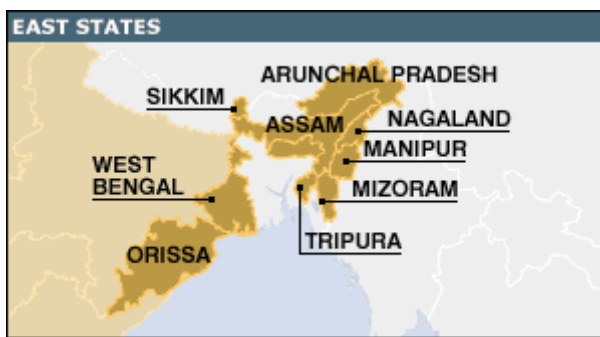 EAST STATES
ARUNCHAL PRADESH
SIKKIM
ASSAM
NAGALAND
MANIPUR
WEST
BENGAL
MIZORAM
TRIPURA
ORISSA